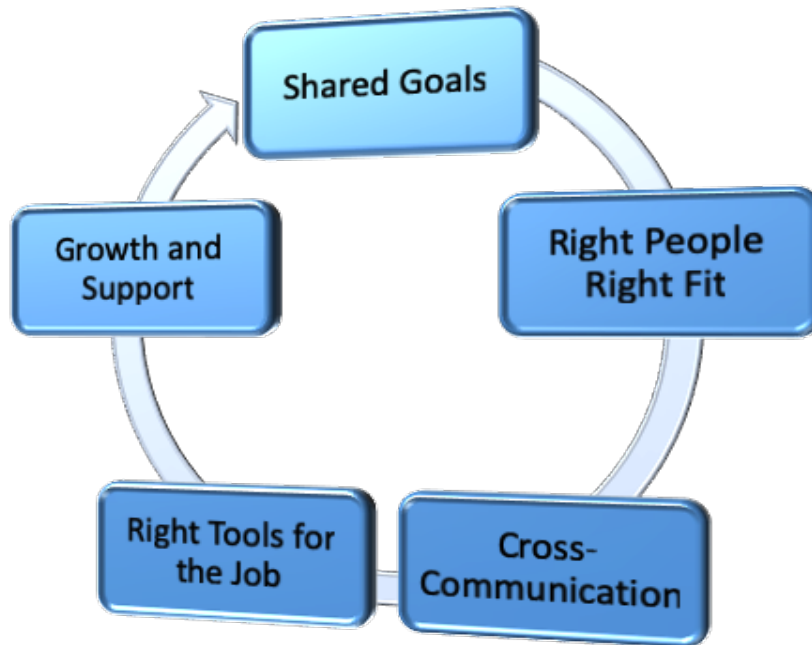 Shared Goals
Right People
Right Fit
Cross-
Communication
Right Tools for
the Job
Growth and
Support